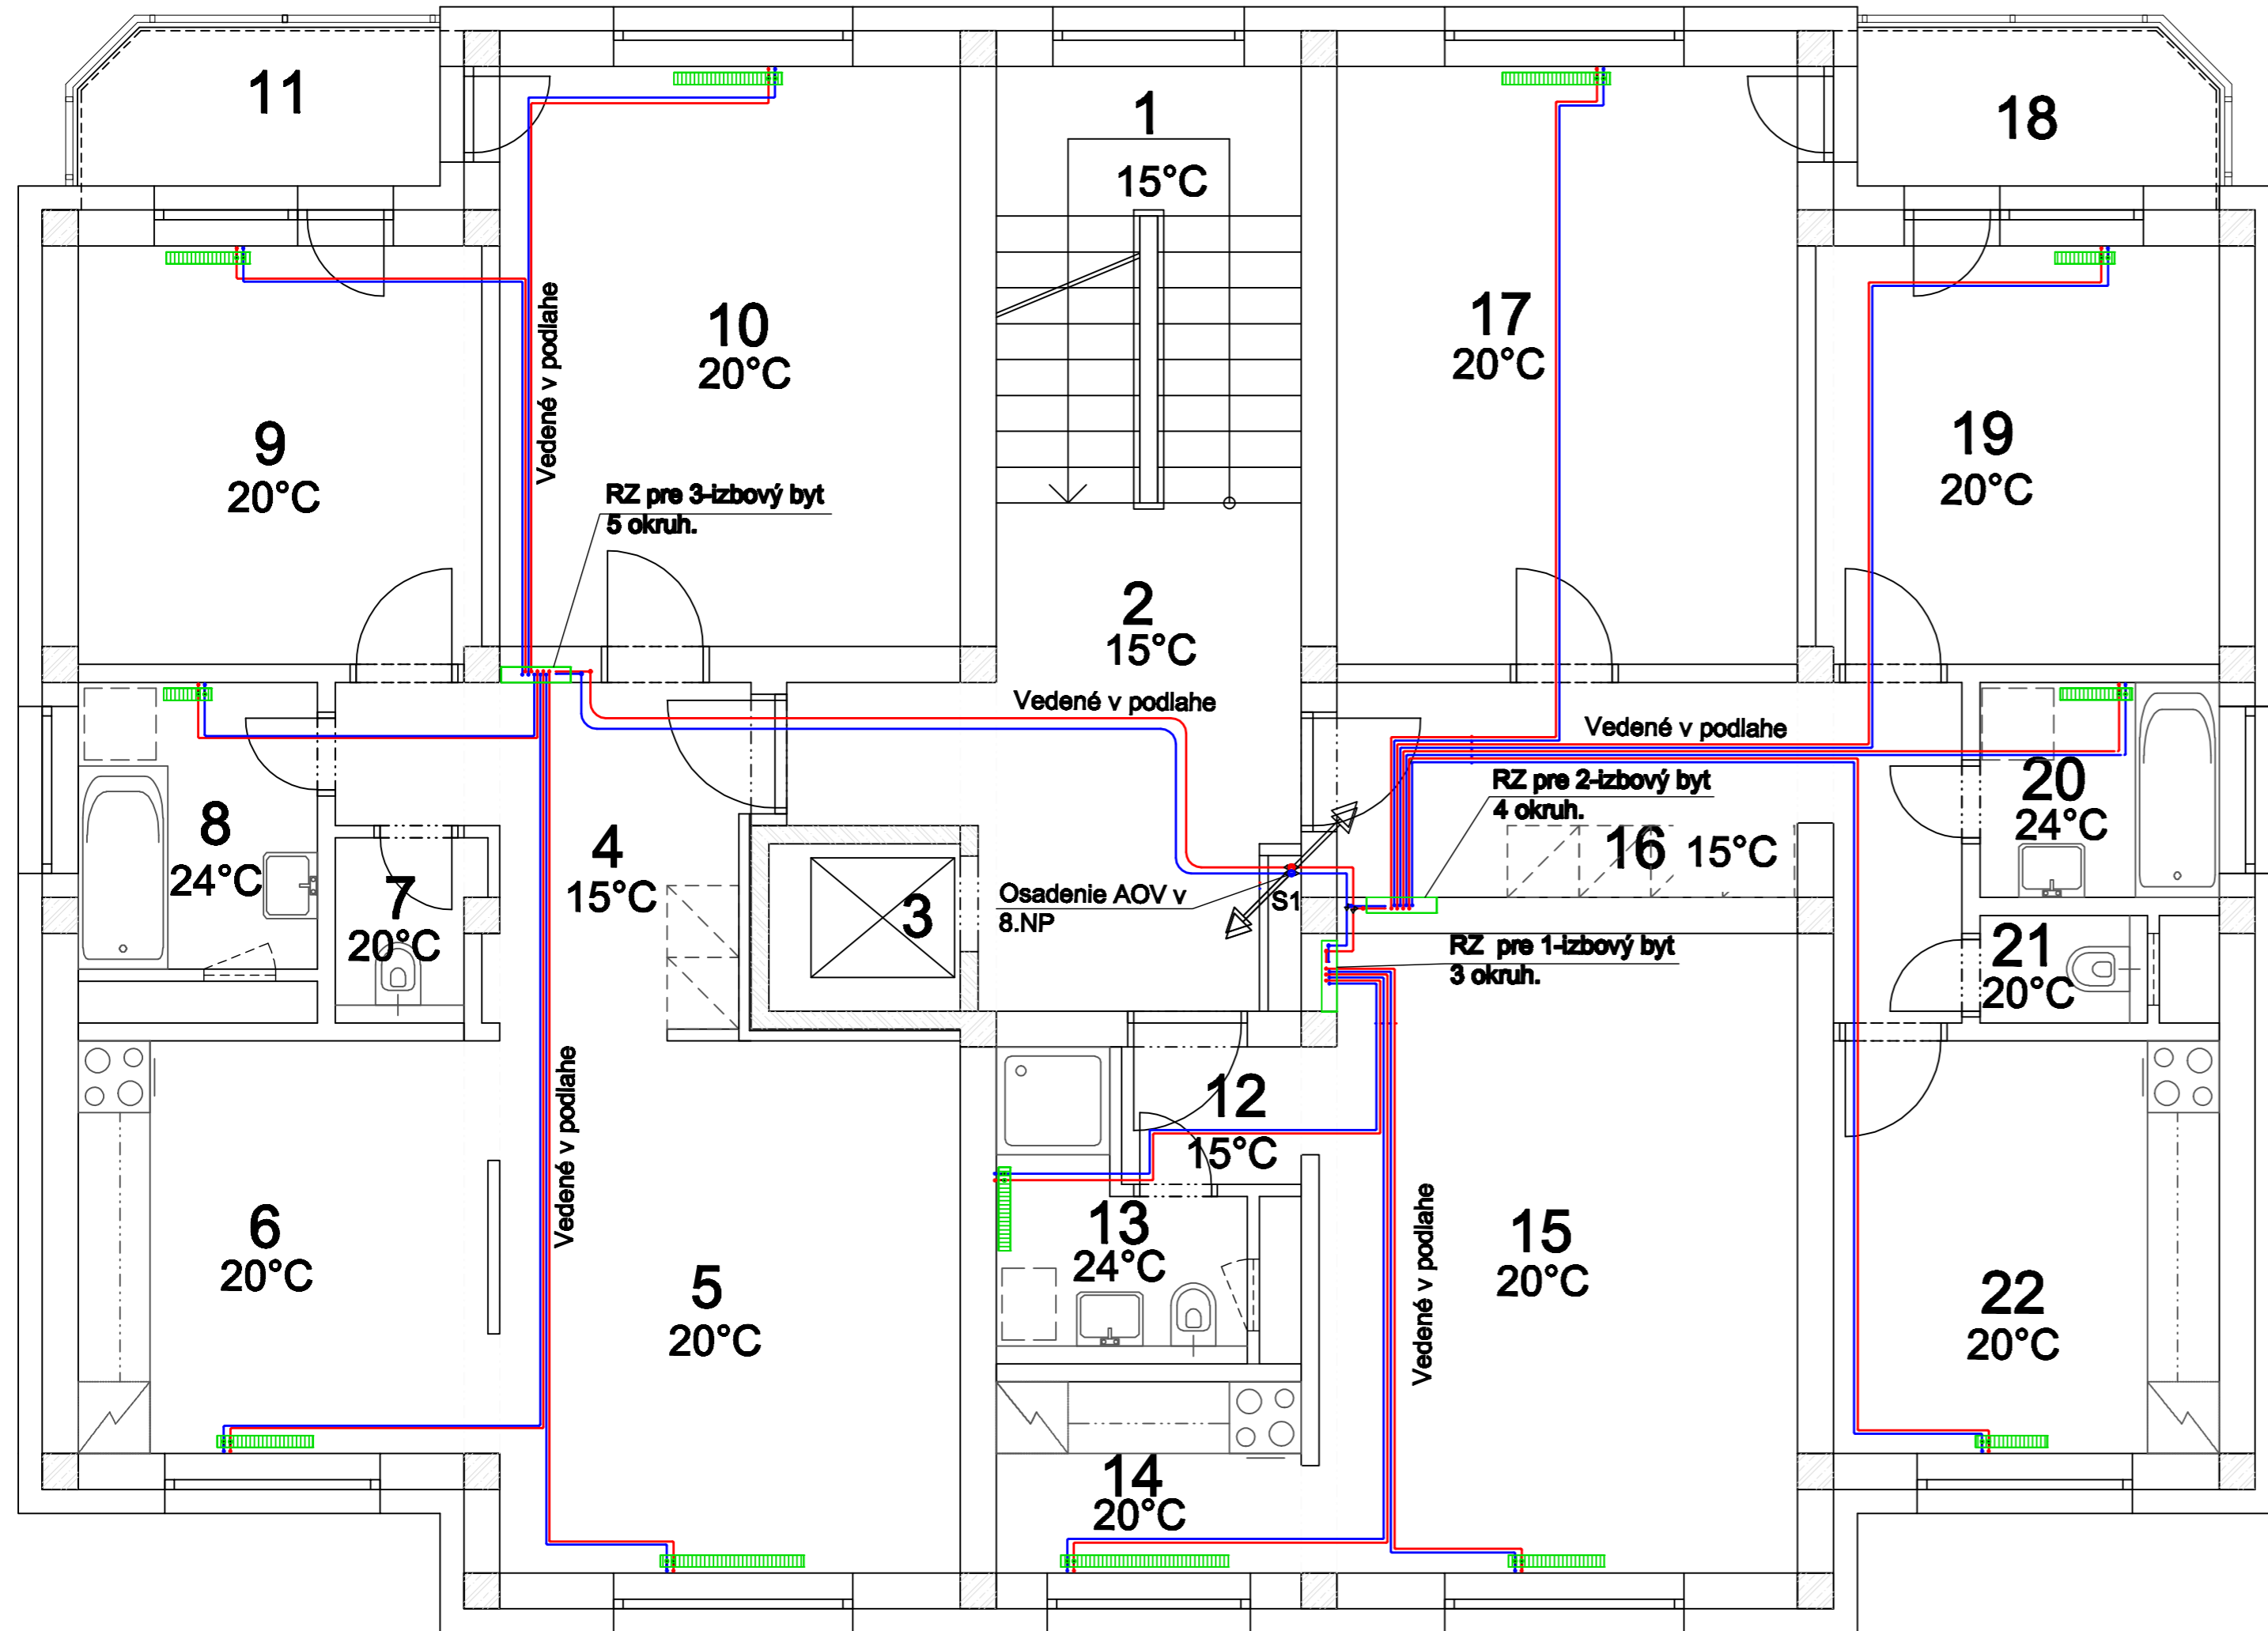 11
1
15°C
18
10
20°C
17
20°C
9
20°C
19
20°C
Vedené v podlahe
RZ pre 3-izbový byt
5 okruh.
2
15°C
Vedené v podlahe
Vedené v podlahe
RZ pre 2-izbový byt
4 okruh.
20
24°C
8
24°C
4
15°C
16 15°C
7
20°C
3
Osadenie AOV v
8.NP
S1
RZ pre 1-izbový byt
3 okruh.
21
20°C
Vedené v podlahe
12
15°C
6
20°C
5
20°C
13
24°C
Vedené v podlahe
15
20°C
22
20°C
14
20°C